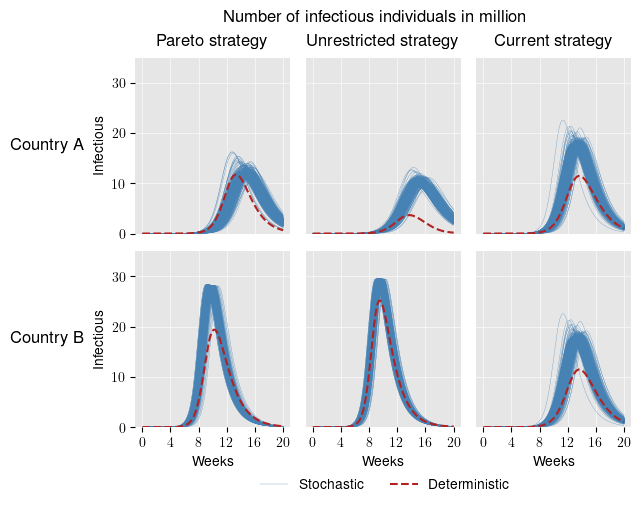 Number of infectious individuals in million
Pareto strategy Unrestricted strategy Current strategy
30
20
10
0
Country A
Infectious
30
20
10
0
Country B
Infectious
0 4 8 12 16 20 0 4 8 12 16 20 0 4 8 12 16 20
Weeks Weeks Weeks
Stochastic Deterministic